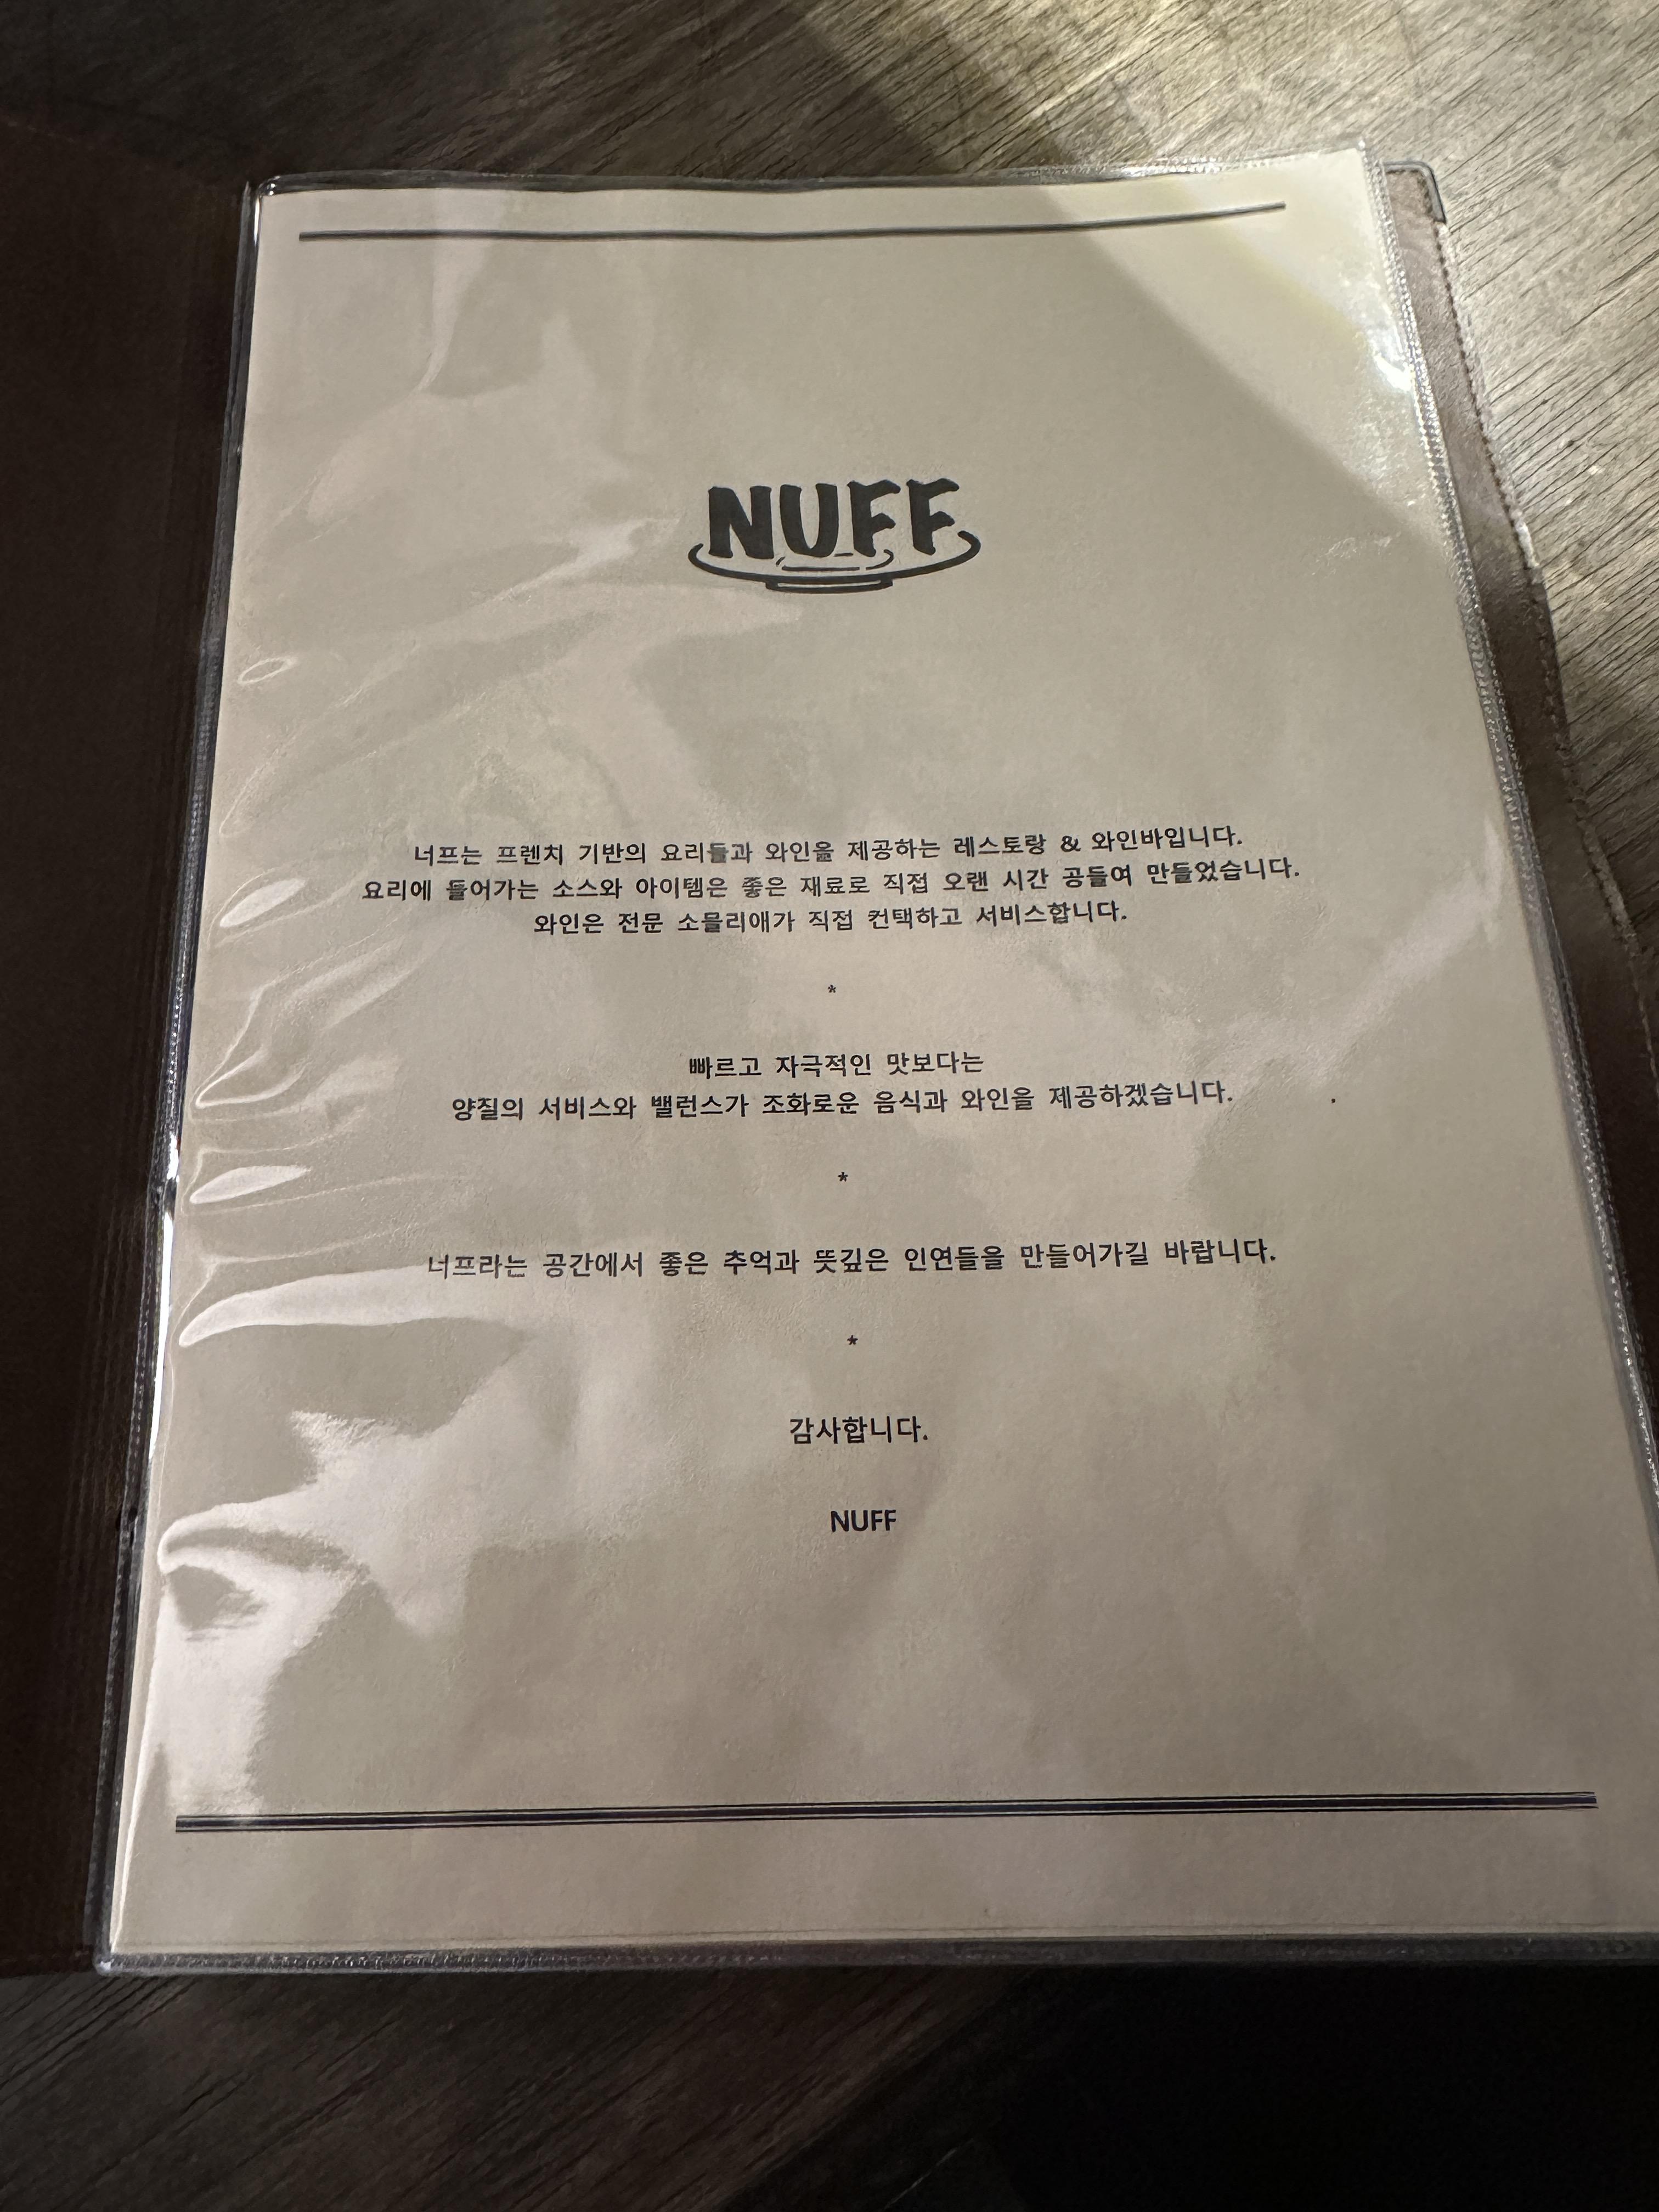 NUFF
너프는 프렌치 기반의 요리들과 와인을 제공하는 레스토랑 & 와인바입니다.
요리에 들어가는 소스와 아이템은 좋은 재료로 직접 오랜 시간 공들여 만들었습니다.
와인은 전문 소믈리애가 직접 컨택하고 서비스합니다.
*
빠르고 자극적인 맛보다는
양질의 서비스와 밸런스가 조화로운 음식과 와인을 제공하겠습니다.
*
너프라는 공간에서 좋은 추억과 뜻깊은 인연들을 만들어가길 바랍니다.
*
감사합니다.
NUFF